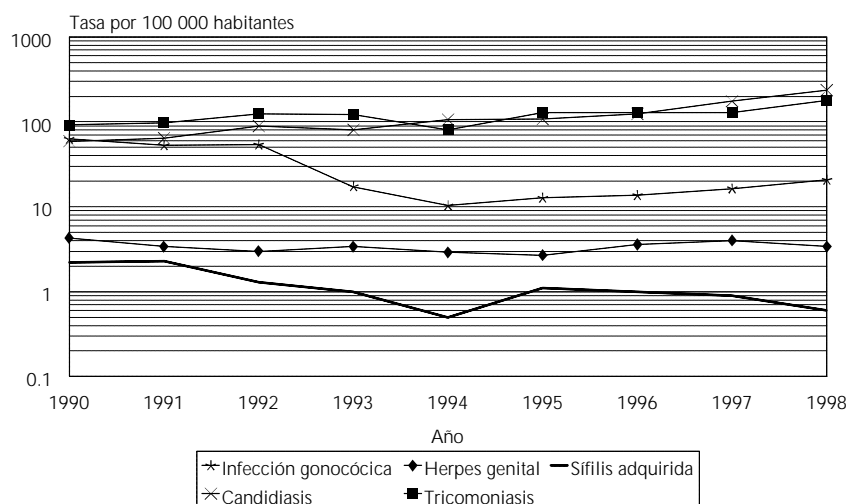 Tasa por 100 000 habitantes
1000
100
10
1
0.1
1990 1991 1992 1993 1994 1995 1996 1997 1998
Año
Infección gonocócica Herpes genital Sífilis adquirida
Candidiasis Tricomoniasis